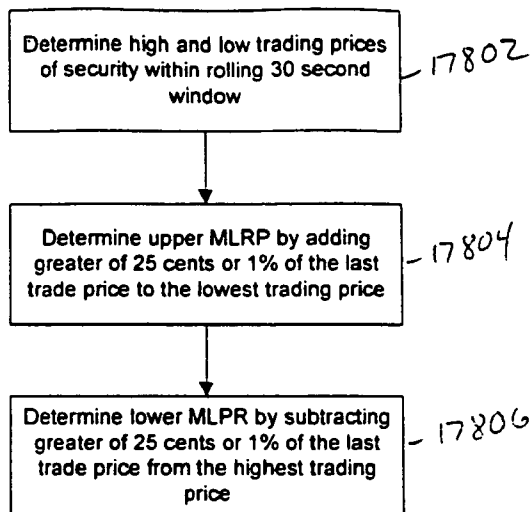 Determine high and low trading prices
of security within rolling 30 second
window
17802
Determine upper MLRP by adding
greater of 25 cents or 1% of the last
trade price to the lowest trading price
17804
Determine lower MLPR by subtracting
greater of 25 cents or 1% of the last
trade price from the highest trading
price
17806